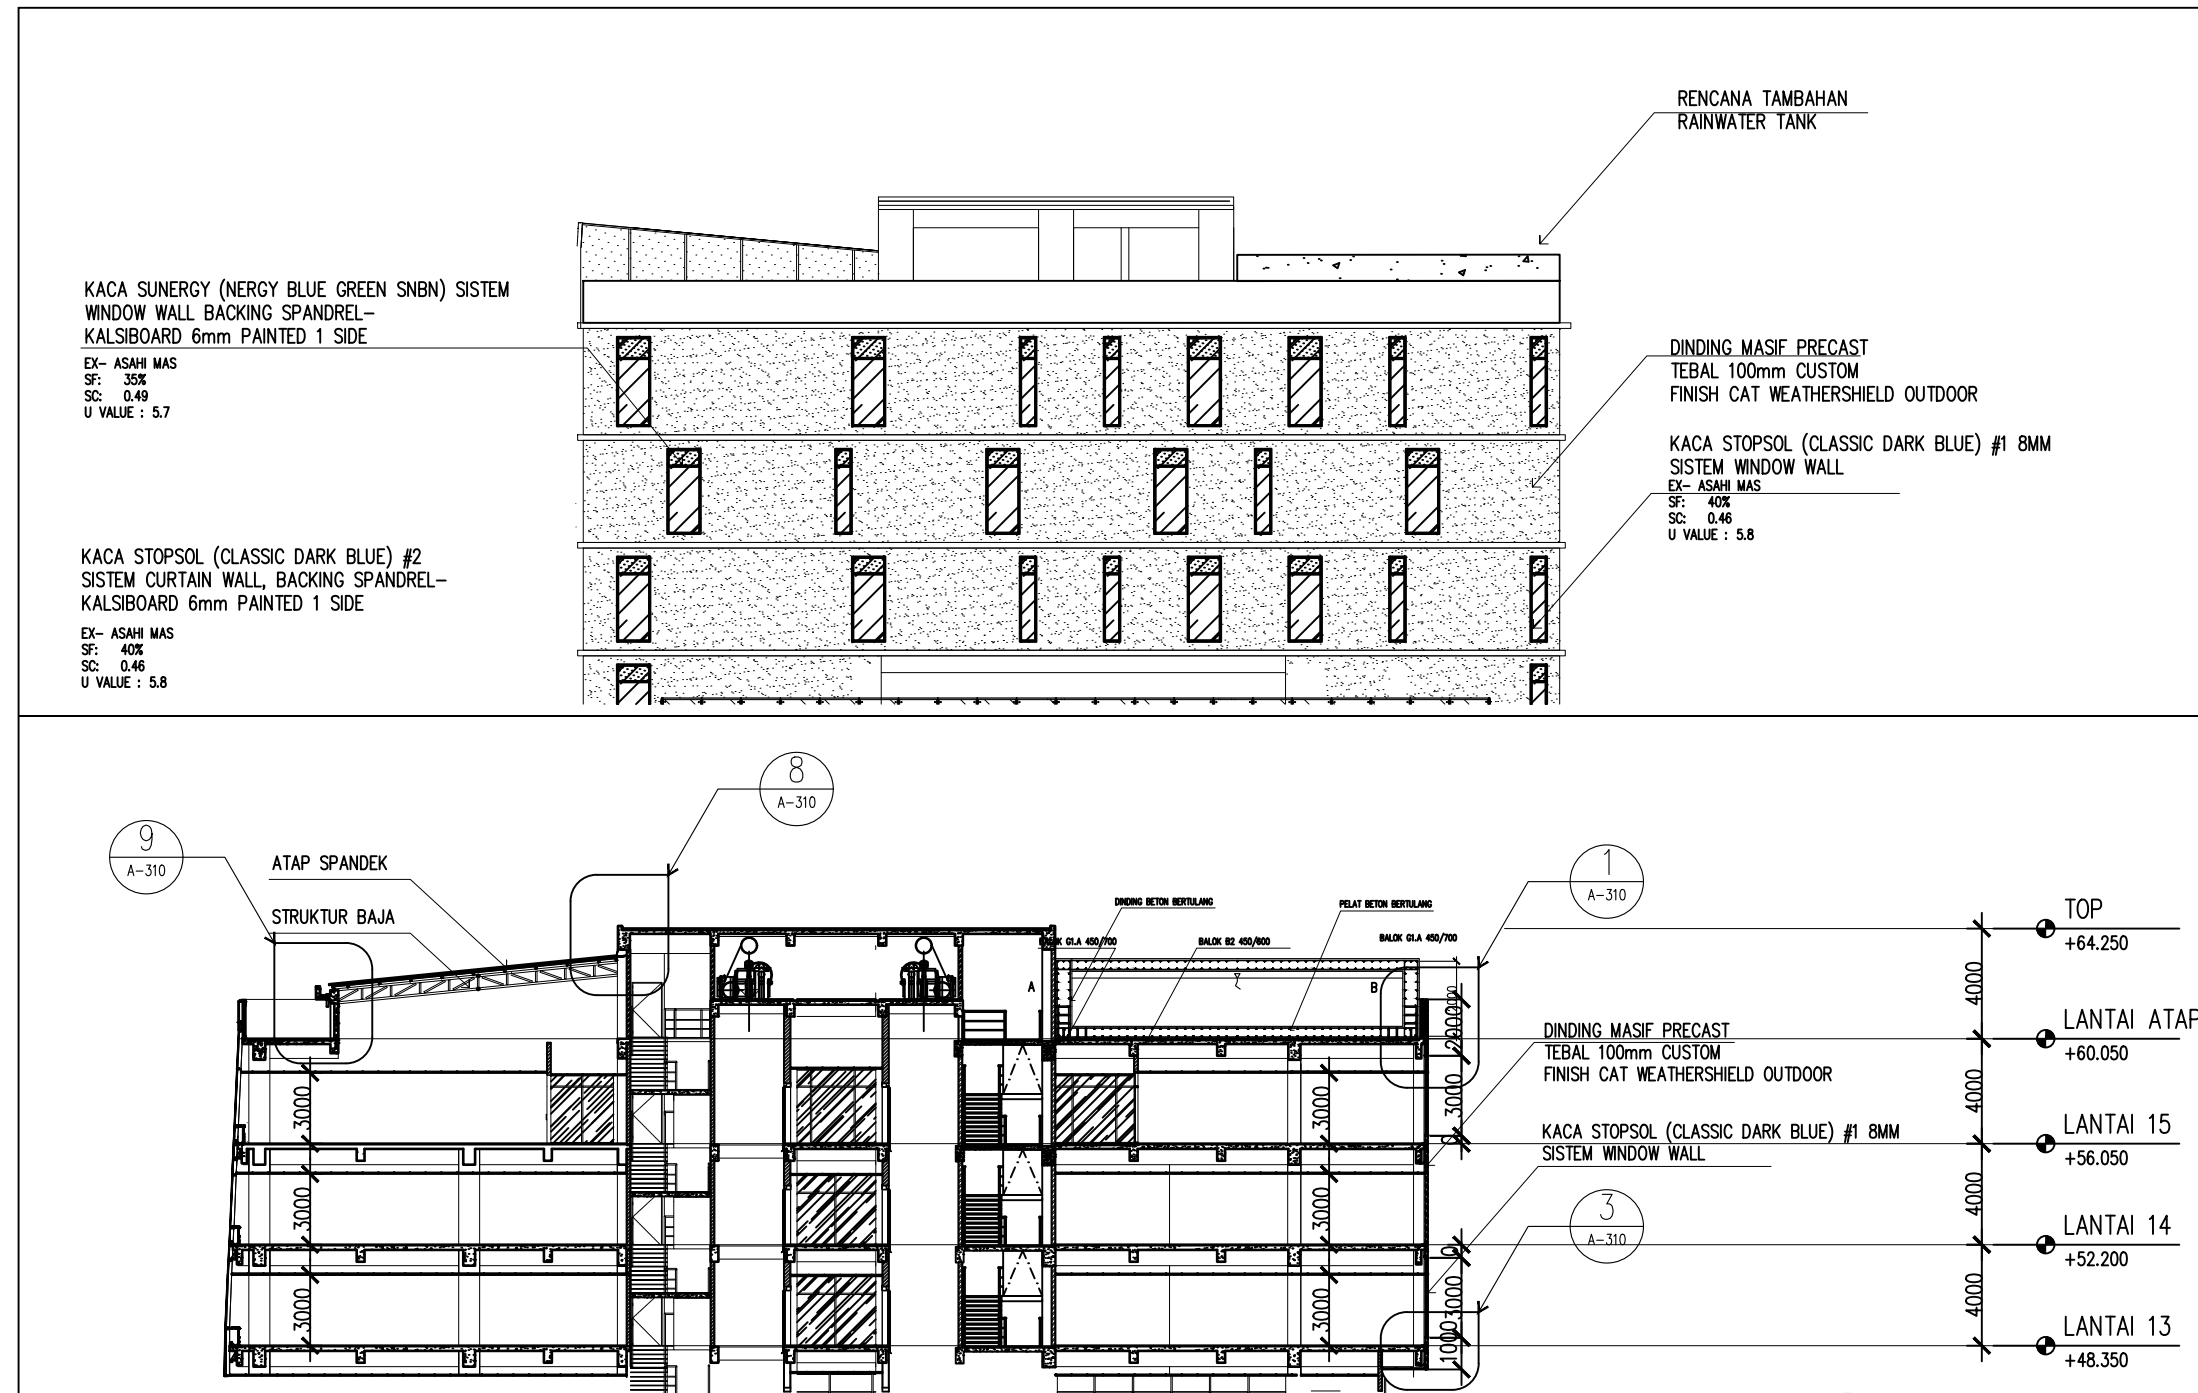 RENCANA TAMBAHAN
RAINWATER TANK
KACA SUNERGY (NERGY BLUE GREEN SNBN) SISTEM
WINDOW WALL BACKING SPANDREL-
KALSIBOARD 6mm PAINTED 1 SIDE
EX- ASAHI MAS
SF: 35%
SC: 0.49
U VALUE : 5.7
DINDING MASIF PRECAST
TEBAL 100mm CUSTOM
FINISH CAT WEATHERSHIELD OUTDOOR
KACA STOPSOL (CLASSIC DARK BLUE) #1 8MM
SISTEM WINDOW WALL
EX- ASAHI MAS
SF: 40%
SC: 0.46
U VALUE : 5.8
KACA STOPSOL (CLASSIC DARK BLUE) #2
SISTEM CURTAIN WALL, BACKING SPANDREL-
KALSIBOARD 6mm PAINTED 1 SIDE
EX- ASAHI MAS
SF: 40%
SC: 0.46
U VALUE : 5.8
8
A-310
9
A-310
ATAP SPANDEK
STRUKTUR BAJA
1
A-310
DINDING BETON BERTULANG
PELAT BETON BERTULANG
BALOK G1.A 450/700
BALOK B2 450/600
BALOK G1.A 450/700
A
B
TOP
+64.250
4000
LANTAI ATAP
+60.050
DINDING MASIF PRECAST
TEBAL 100mm CUSTOM
FINISH CAT WEATHERSHIELD OUTDOOR
3000
3000
3000
4000
LANTAI 15
+56.050
KACA STOPSOL (CLASSIC DARK BLUE) #1 8MM
SISTEM WINDOW WALL
3000
3000
4000
3
A-310
LANTAI 14
+52.200
3000
3000
3000
4000
1000
LANTAI 13
+48.350